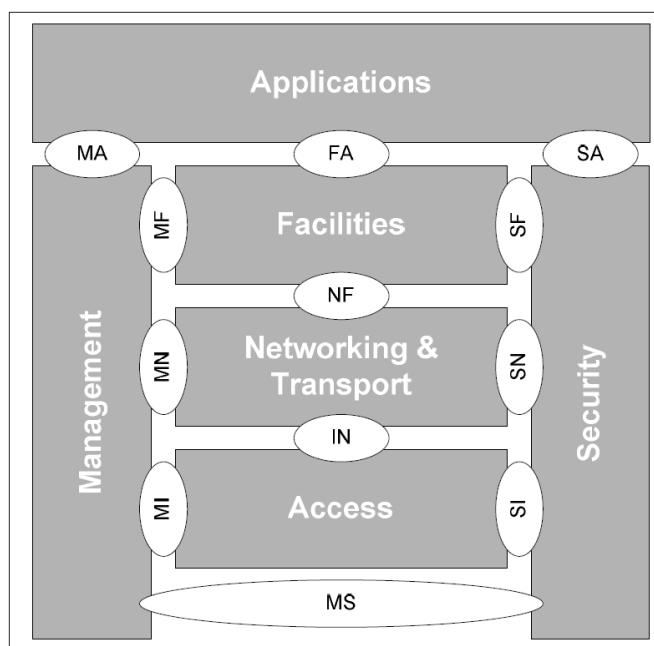 Applications
MA
FA
SA
MF
Facilities
SF
NF
Management
MN
Networking &
Transport
SN
Security
IN
MI
Access
SI
MS